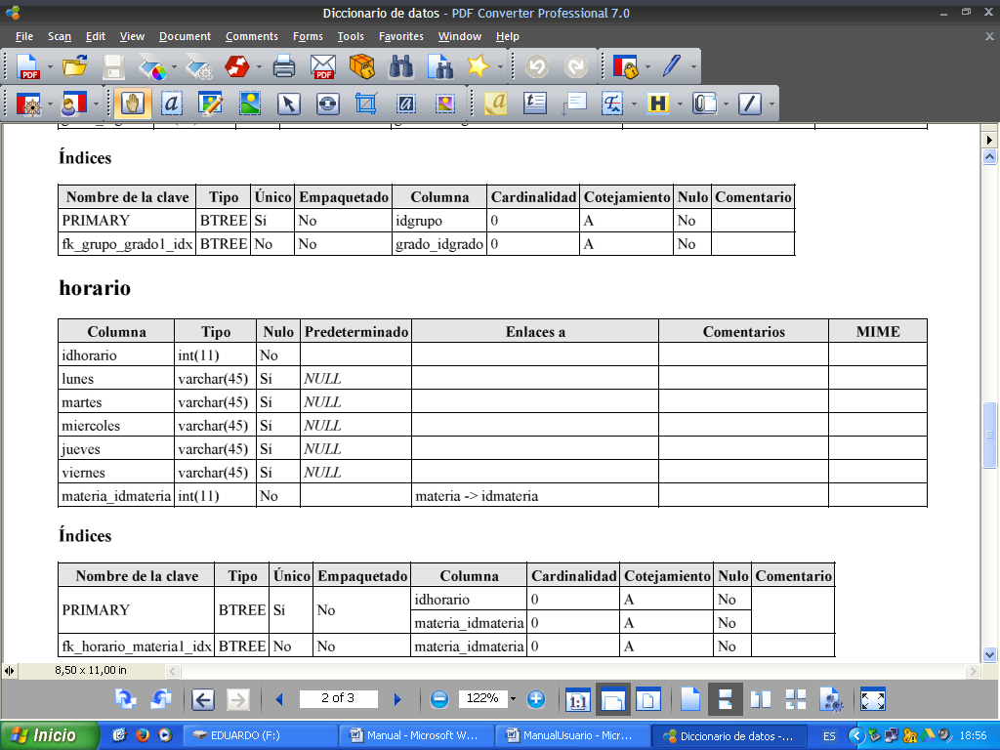 Diccionario de datos - PDF Converter Professional 7.0
File Scan Edit View Document Comments Forms Tools Favorites Window Help
Índices
Nombre de la clave Tipo Único Empaquetado Columna Cardinalidad Cotejamiento Nulo Comentario
PRIMARY BTREE Sí No idgrupo 0 A No
fk_grupo_grado1_idx BTREE No No grado_idgrado 0 A No
horario
Columna Tipo Nulo Predeterminado Enlaces a Comentarios MIME
idhorario int(11) No
lunes varchar(45) Sí NULL
martes varchar(45) Sí NULL
miercoles varchar(45) Sí NULL
jueves varchar(45) Sí NULL
viernes varchar(45) Sí NULL
materia_idmateria int(11) No materia -> idmateria
Índices
Nombre de la clave Tipo Único Empaquetado Columna Cardinalidad Cotejamiento Nulo Comentario
PRIMARY BTREE Sí No idhorario 0 A No
materia_idmateria 0 A No
fk_horario_materia1_idx BTREE No No materia_idmateria 0 A No
8,50 x 11,00 in
2 of 3 122% 1:1
Inicio EDUARDO (F:) Manual - Microsoft W... ManualUsuario - Micr... Diccionario de datos -... ES 18:56